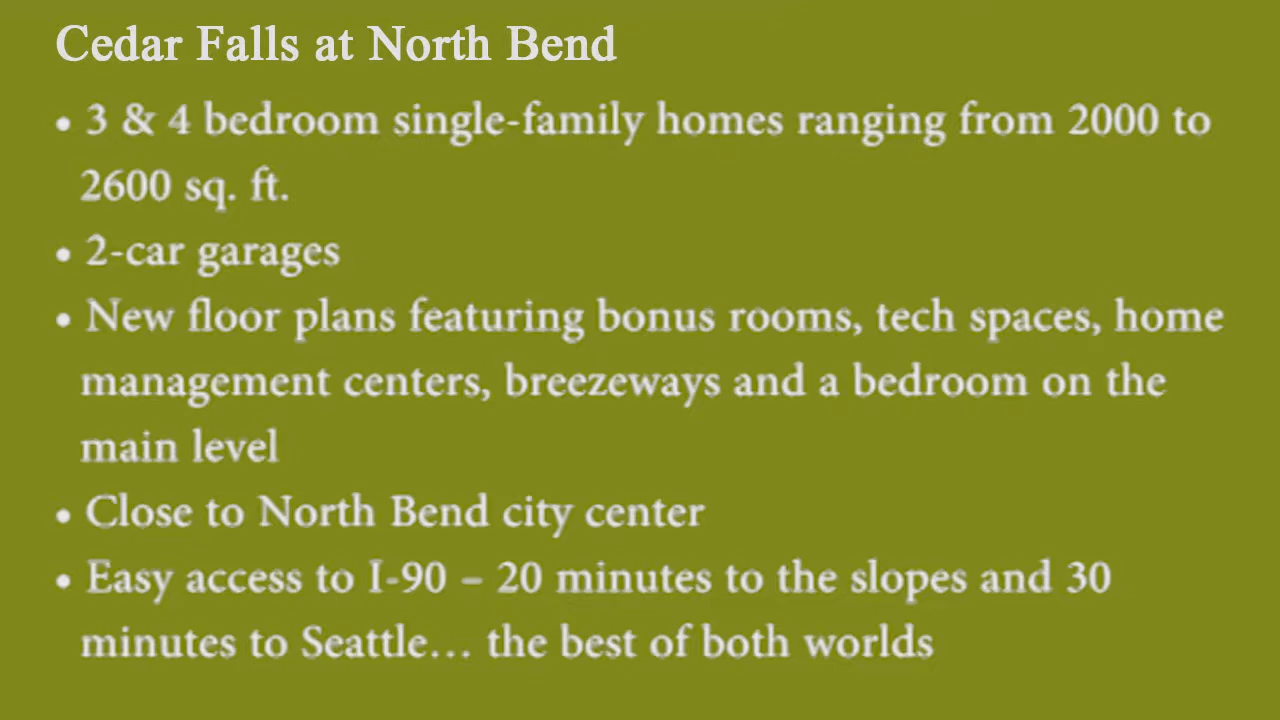 Cedar Falls at North Bend
• 3 & 4 bedroom single-family homes ranging from 2000 to
2600 sq. ft.
• 2-car garages
• New floor plans featuring bonus rooms, tech spaces, home
management centers, breezeways and a bedroom on the
main level
• Close to North Bend city center
• Easy access to I-90 – 20 minutes to the slopes and 30
minutes to Seattle… the best of both worlds